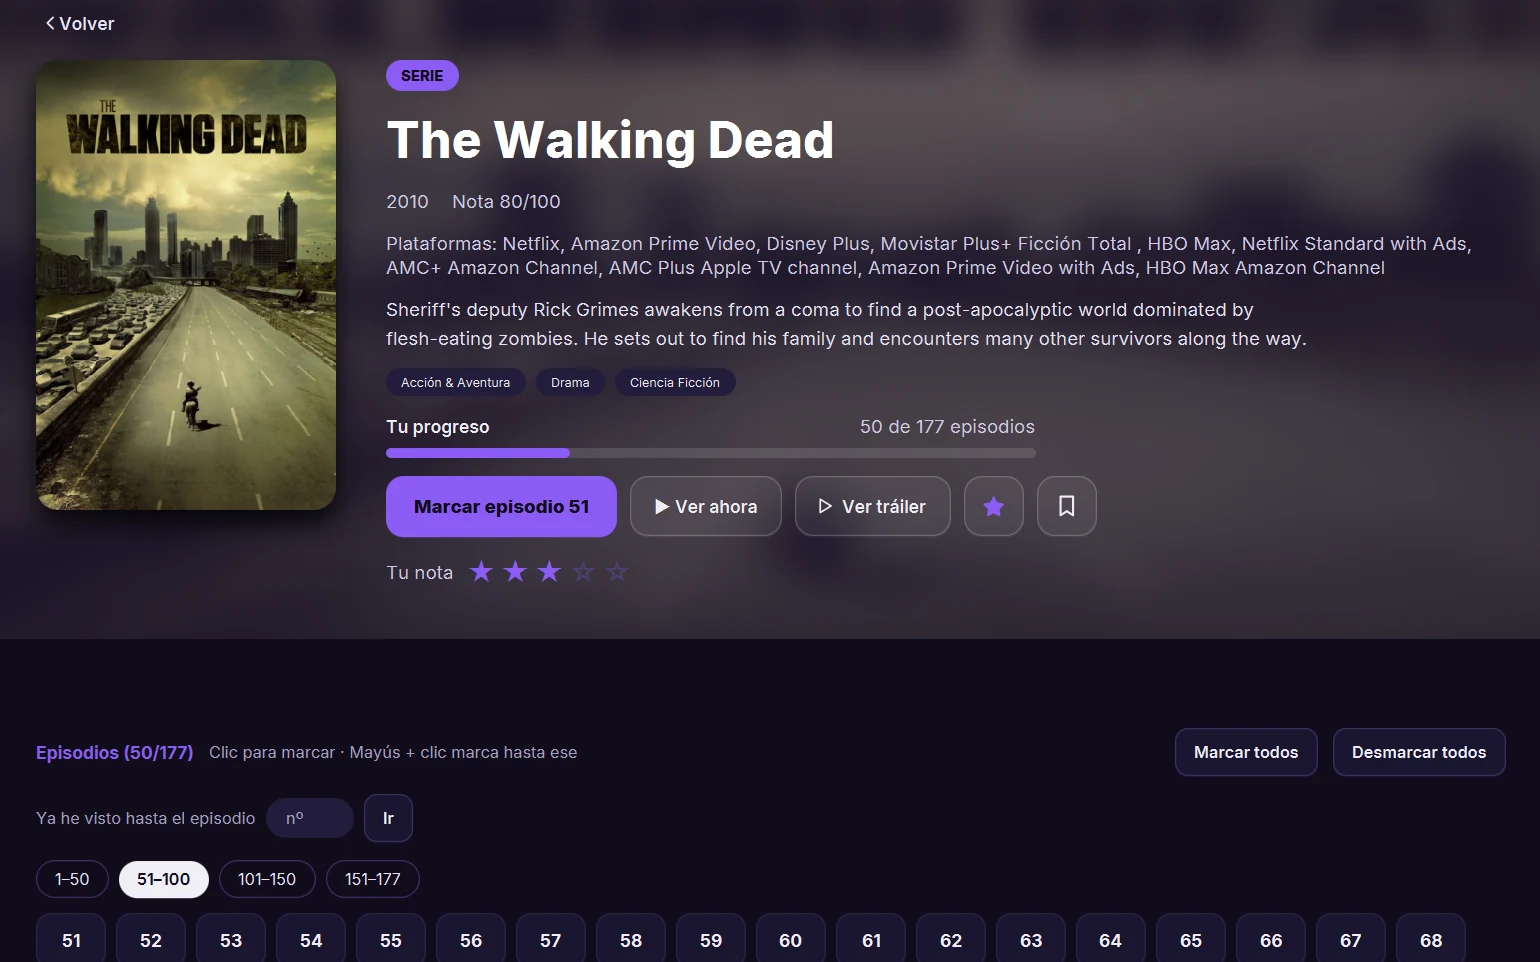 Volver
THE
WALKING DEAD
SERIE
The Walking Dead
2010 Nota 80/100
Plataformas: Netflix, Amazon Prime Video, Disney Plus, Movistar Plus+ Ficción Total , HBO Max, Netflix Standard with Ads,
AMC+ Amazon Channel, AMC Plus Apple TV channel, Amazon Prime Video with Ads, HBO Max Amazon Channel
Sheriff's deputy Rick Grimes awakens from a coma to find a post-apocalyptic world dominated by
flesh-eating zombies. He sets out to find his family and encounters many other survivors along the way.
Acción & Aventura Drama Ciencia Ficción
Tu progreso 50 de 177 episodios
Marcar episodio 51 Ver ahora Ver tráiler
Tu nota
Episodios (50/177) Clic para marcar · Mayús + clic marca hasta ese Marcar todos Desmarcar todos
Ya he visto hasta el episodio nº Ir
1–50 51–100 101–150 151–177
51 52 53 54 55 56 57 58 59 60 61 62 63 64 65 66 67 68